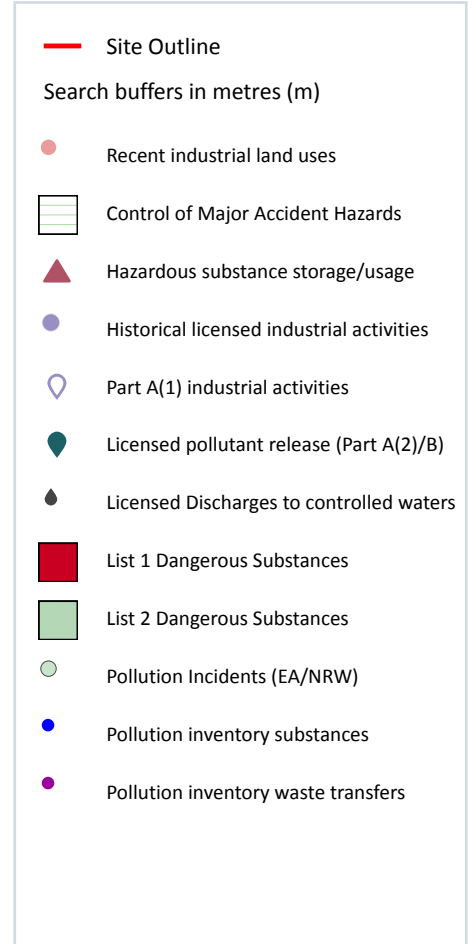 Site Outline
Search buffers in metres (m)
Recent industrial land uses
Control of Major Accident Hazards
Hazardous substance storage/usage
Historical licensed industrial activities
Part A(1) industrial activities
Licensed pollutant release (Part A(2)/B)
Licensed Discharges to controlled waters
List 1 Dangerous Substances
List 2 Dangerous Substances
Pollution Incidents (EA/NRW)
Pollution inventory substances
Pollution inventory waste transfers